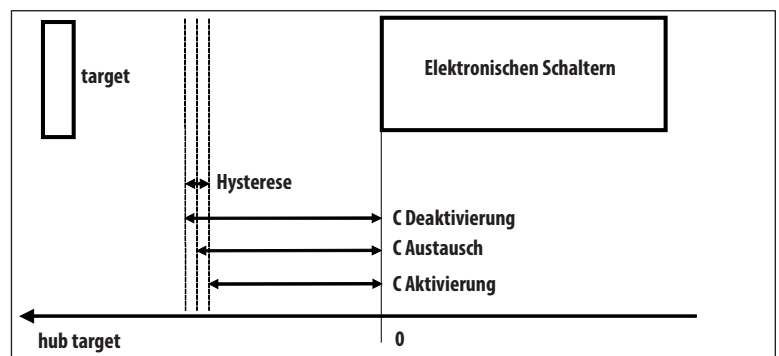 target
Elektronischen Schaltern
Hysterese
C Deaktivierung
C Austausch
C Aktivierung
hub target
0